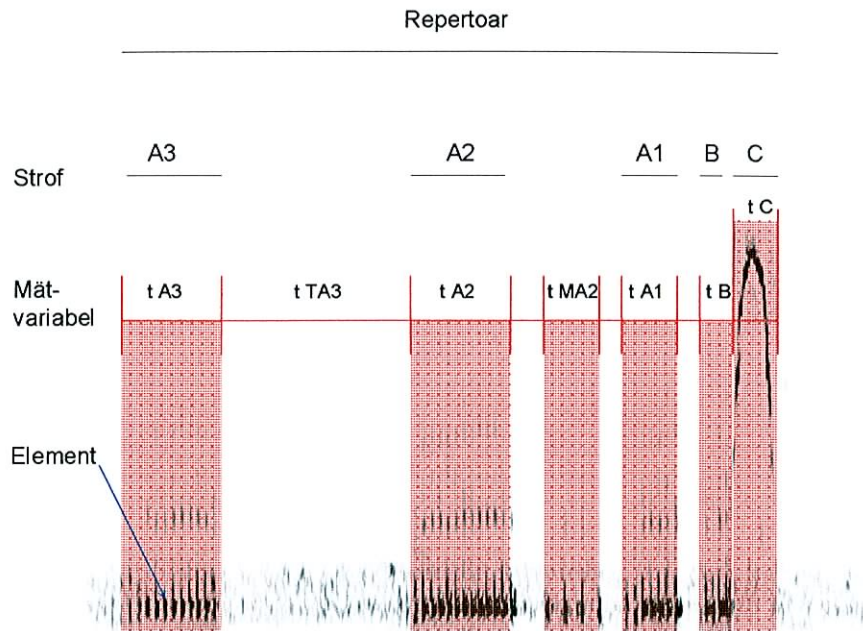 Repertoar
Strof A3 A2 A1 B C
t C
Mät-
variabel
t A3 t TA3 t A2 t MA2 t A1 t B
Element